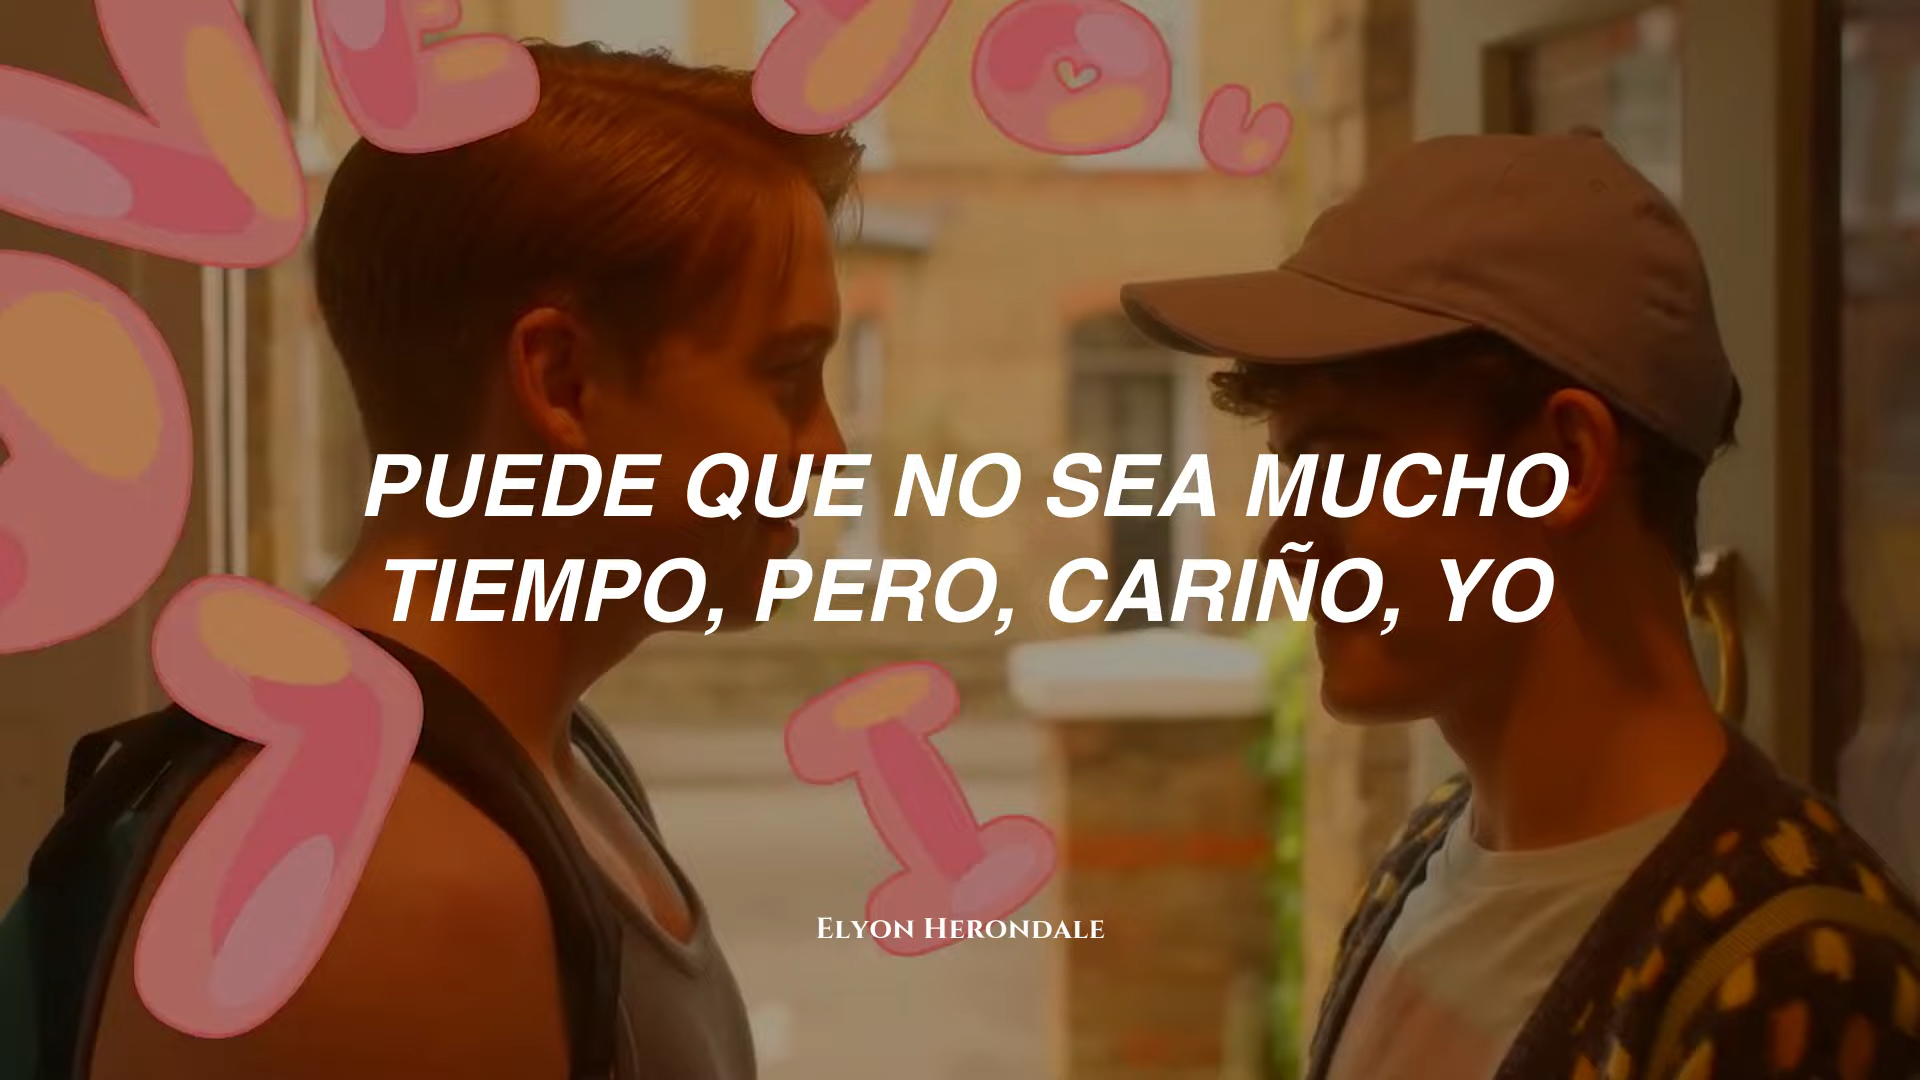 PUEDE QUE NO SEA MUCHO
TIEMPO, PERO, CARIÑO, YO
Elyon Herondale